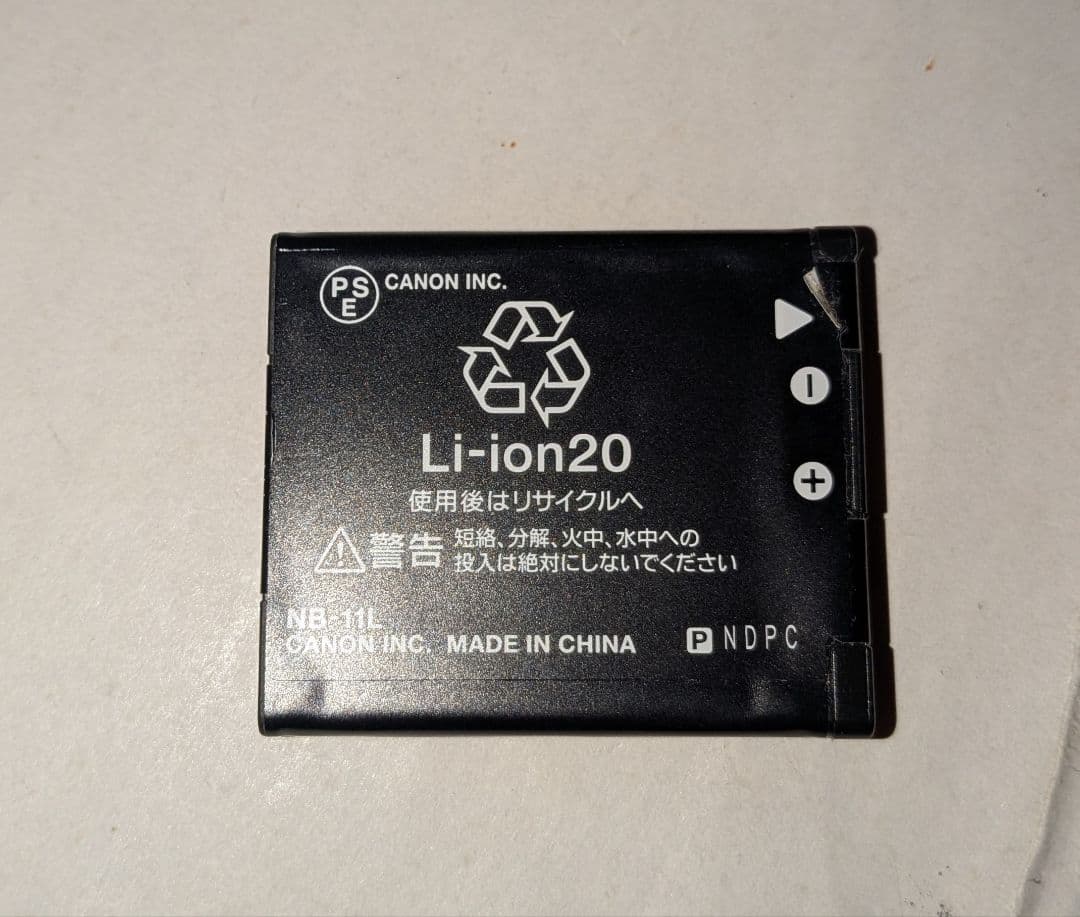 PSE CANON INC.
Li-ion20
使用後はリサイクルへ
警告 短絡、分解、火中、水中への
投入は絶対にしないでください
NB-11L
CANON INC. MADE IN CHINA
P NDPC